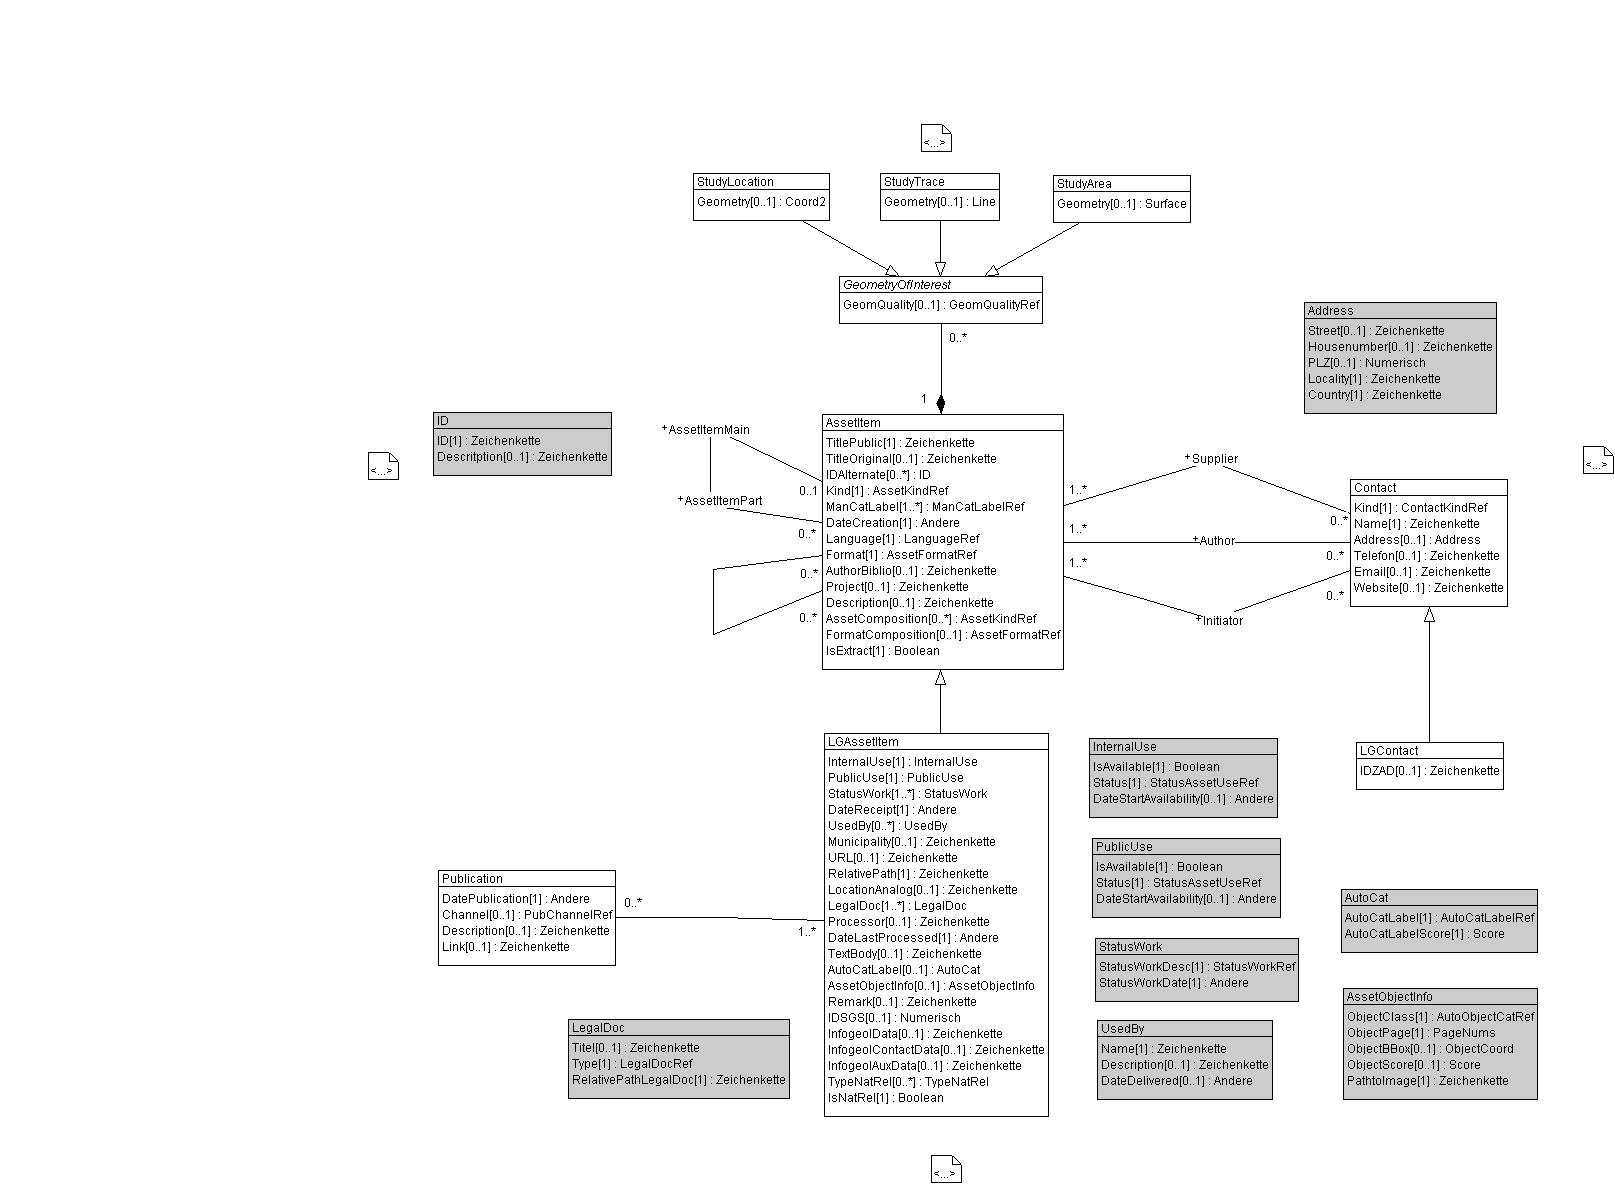 <...>
StudyLocation
Geometry[0..1] : Coord2
StudyTrace
Geometry[0..1] : Line
StudyArea
Geometry[0..1] : Surface
GeometryOfInterest
GeomQuality[0..1] : GeomQualityRef
0..*
1
Address
Street[0..1] : Zeichenkette
Housenumber[0..1] : Zeichenkette
PLZ[0..1] : Numerisch
Locality[1] : Zeichenkette
Country[1] : Zeichenkette
ID
ID[1] : Zeichenkette
Descritption[0..1] : Zeichenkette
<...>
+AssetItemMain
0..1
+AssetItemPart
0..*
0..*
0..*
AssetItem
TitlePublic[1] : Zeichenkette
TitleOriginal[0..1] : Zeichenkette
IDAlternate[0..*] : ID
Kind[1] : AssetKindRef
ManCatLabel[1..*] : ManCatLabelRef
DateCreation[1] : Andere
Language[1] : LanguageRef
Format[1] : AssetFormatRef
AuthorBiblio[0..1] : Zeichenkette
Project[0..1] : Zeichenkette
Description[0..1] : Zeichenkette
AssetComposition[0..*] : AssetKindRef
FormatComposition[0..1] : AssetFormatRef
IsExtract[1] : Boolean
+Supplier
1..*
0..*
1..*
+Author
0..*
1..*
+Initiator
0..*
<...>
Contact
Kind[1] : ContactKindRef
Name[1] : Zeichenkette
Address[0..1] : Address
Telefon[0..1] : Zeichenkette
Email[0..1] : Zeichenkette
Website[0..1] : Zeichenkette
LGContact
IDZAD[0..1] : Zeichenkette
LGAssetItem
InternalUse[1] : InternalUse
PublicUse[1] : PublicUse
StatusWork[1..*] : StatusWork
DateReceipt[1] : Andere
UsedBy[0..*] : UsedBy
Municipality[0..1] : Zeichenkette
URL[0..1] : Zeichenkette
RelativePath[1] : Zeichenkette
LocationAnalog[0..1] : Zeichenkette
LegalDoc[1..*] : LegalDoc
Processor[0..1] : Zeichenkette
DateLastProcessed[1] : Andere
TextBody[0..1] : Zeichenkette
AutoCatLabel[0..1] : AutoCat
AssetObjectInfo[0..1] : AssetObjectInfo
Remark[0..1] : Zeichenkette
IDSGS[0..1] : Numerisch
InfogeolData[0..1] : Zeichenkette
InfogeolContactData[0..1] : Zeichenkette
InfogeolAuxData[0..1] : Zeichenkette
TypeNatRel[0..*] : TypeNatRel
IsNatRel[1] : Boolean
InternalUse
IsAvailable[1] : Boolean
Status[1] : StatusAssetUseRef
DateStartAvailability[0..1] : Andere
PublicUse
IsAvailable[1] : Boolean
Status[1] : StatusAssetUseRef
DateStartAvailability[0..1] : Andere
StatusWork
StatusWorkDesc[1] : StatusWorkRef
StatusWorkDate[1] : Andere
UsedBy
Name[1] : Zeichenkette
Description[0..1] : Zeichenkette
DateDelivered[0..1] : Andere
AutoCat
AutoCatLabel[1] : AutoCatLabelRef
AutoCatLabelScore[1] : Score
AssetObjectInfo
ObjectClass[1] : AutoObjectCatRef
ObjectPage[1] : PageNums
ObjectBBox[0..1] : ObjectCoord
ObjectScore[0..1] : Score
PathtoImage[1] : Zeichenkette
Publication
DatePublication[1] : Andere
Channel[0..1] : PubChannelRef
Description[0..1] : Zeichenkette
Link[0..1] : Zeichenkette
0..*
1..*
LegalDoc
Titel[0..1] : Zeichenkette
Type[1] : LegalDocRef
RelativePathLegalDoc[1] : Zeichenkette
<...>